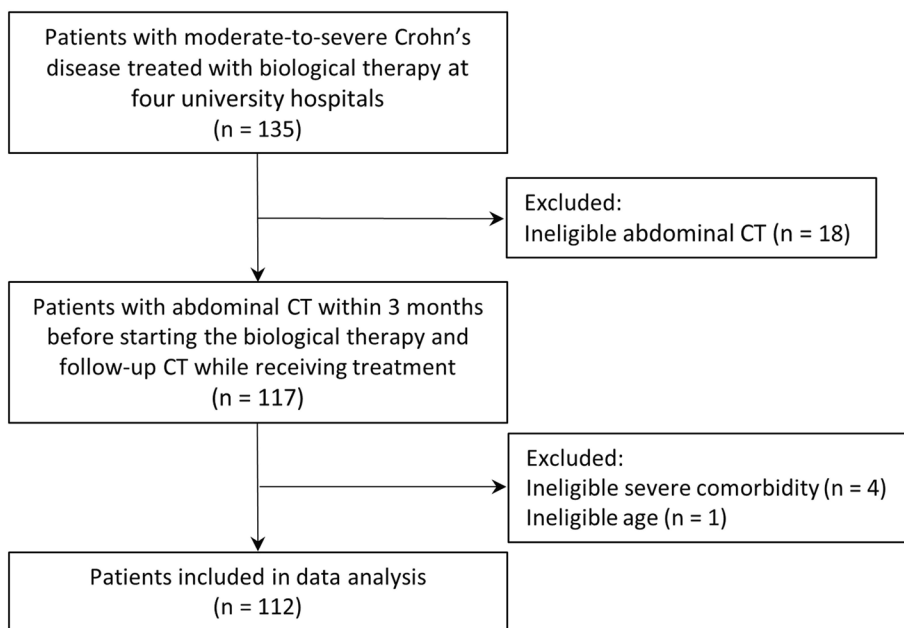 Patients with moderate-to-severe Crohn’s
disease treated with biological therapy at
four university hospitals
(n = 135)
Excluded:
Ineligible abdominal CT (n = 18)
Patients with abdominal CT within 3 months
before starting the biological therapy and
follow-up CT while receiving treatment
(n = 117)
Excluded:
Ineligible severe comorbidity (n = 4)
Ineligible age (n = 1)
Patients included in data analysis
(n = 112)